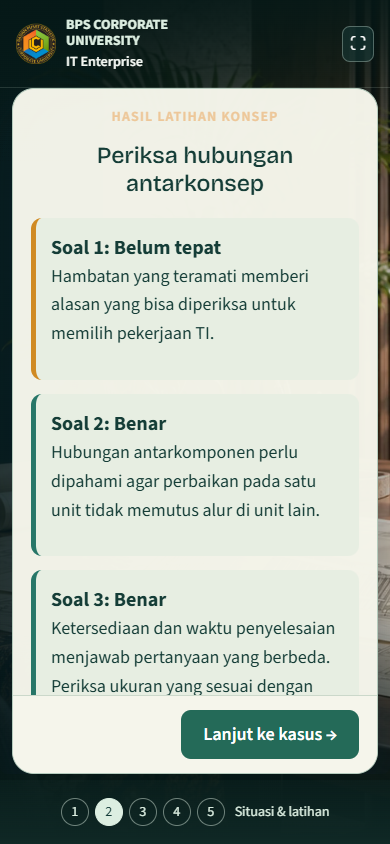 BPS CORPORATE
UNIVERSITY
IT Enterprise
HASIL LATIHAN KONSEP
Periksa hubungan
antarkonsep
Soal 1: Belum tepat
Hambatan yang teramati memberi
alasan yang bisa diperiksa untuk
memilih pekerjaan TI.
Soal 2: Benar
Hubungan antarkomponen perlu
dipahami agar perbaikan pada satu
unit tidak memutus alur di unit lain.
Soal 3: Benar
Ketersediaan dan waktu penyelesaian
menjawab pertanyaan yang berbeda.
Periksa ukuran yang sesuai dengan
Lanjut ke kasus →
1 2 3 4 5 Situasi & latihan